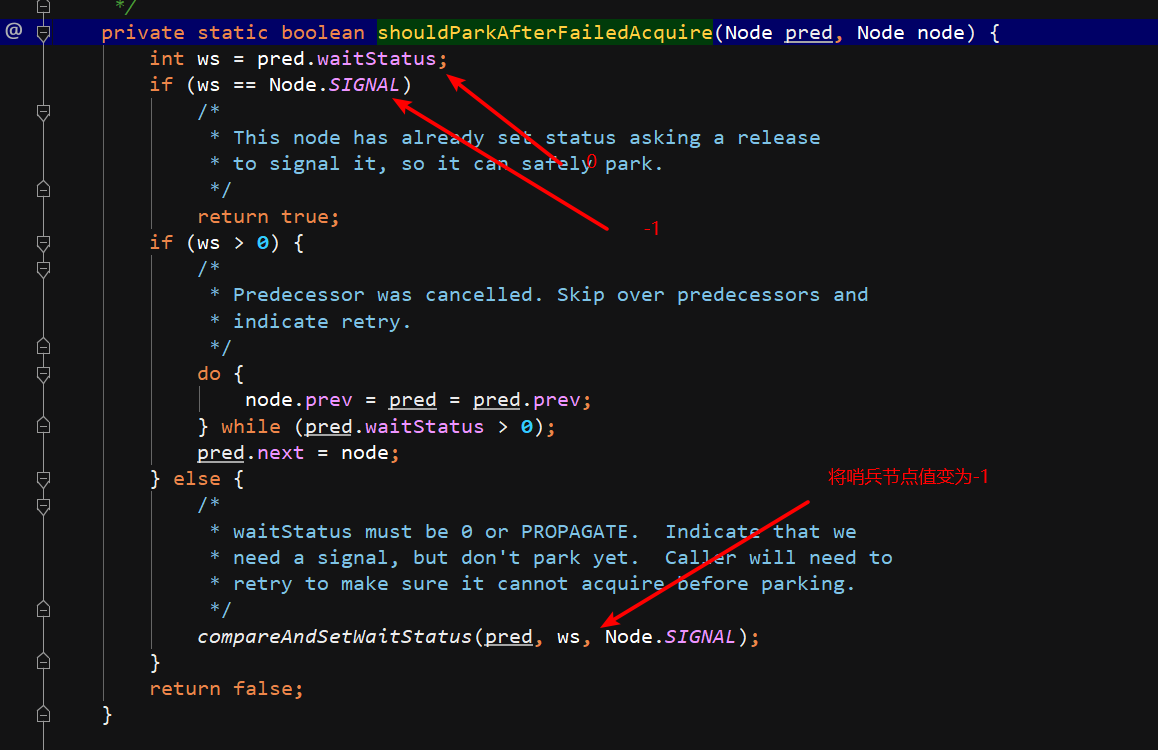 */
@ private static boolean shouldParkAfterFailedAcquire(Node pred, Node node) {
int ws = pred.waitStatus;
if (ws == Node.SIGNAL)
/*
* This node has already set status asking a release
* to signal it, so it can safely park.
0
*/
return true;
-1
if (ws > 0) {
/*
* Predecessor was cancelled. Skip over predecessors and
* indicate retry.
*/
do {
node.prev = pred = pred.prev;
} while (pred.waitStatus > 0);
pred.next = node;
} else {
将哨兵节点值变为-1
/*
* waitStatus must be 0 or PROPAGATE.  Indicate that we
* need a signal, but don't park yet.  Caller will need to
* retry to make sure it cannot acquire before parking.
*/
compareAndSetWaitStatus(pred, ws, Node.SIGNAL);
}
return false;
}